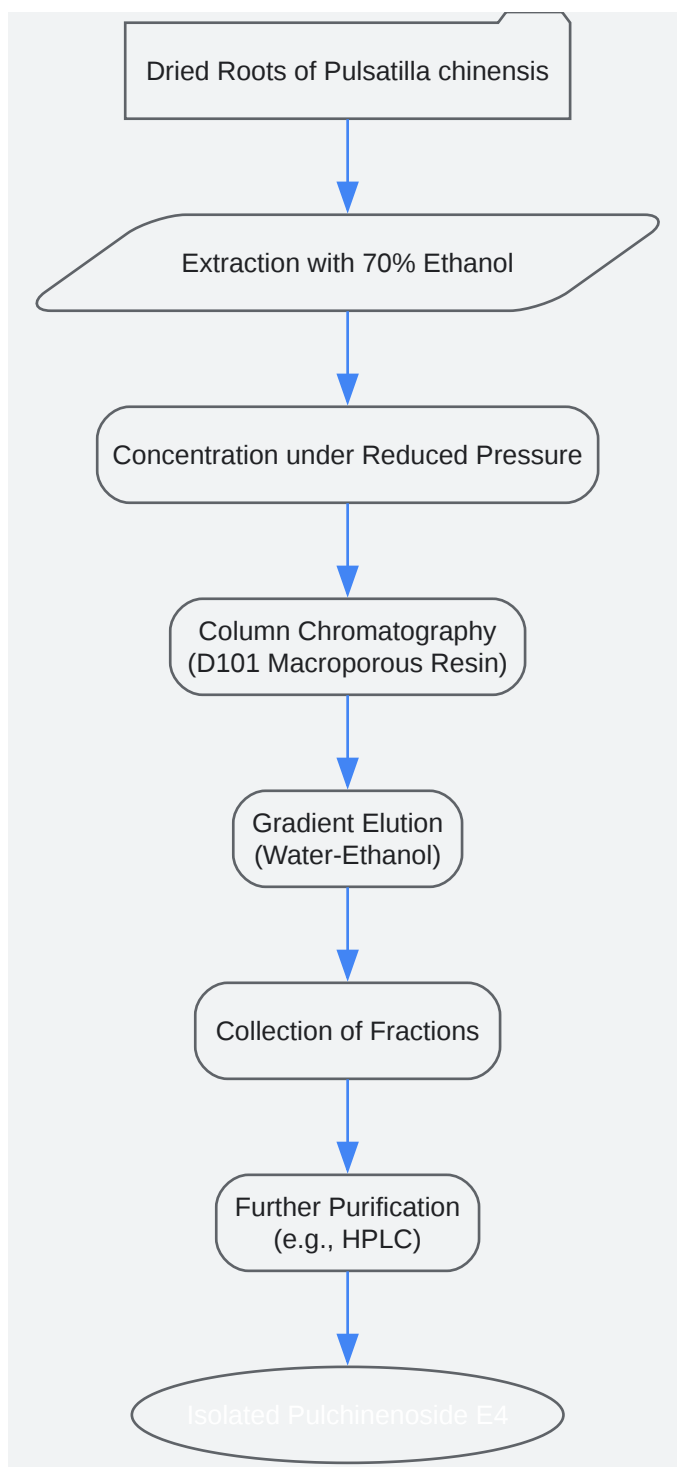 Dried Roots of Pulsatilla chinensis
Extraction with 70% Ethanol
Concentration under Reduced Pressure
Column Chromatography
(D101 Macroporous Resin)
Gradient Elution
(Water-Ethanol)
Collection of Fractions
Further Purification
(e.g., HPLC)
Isolated Pulchinenoside E4